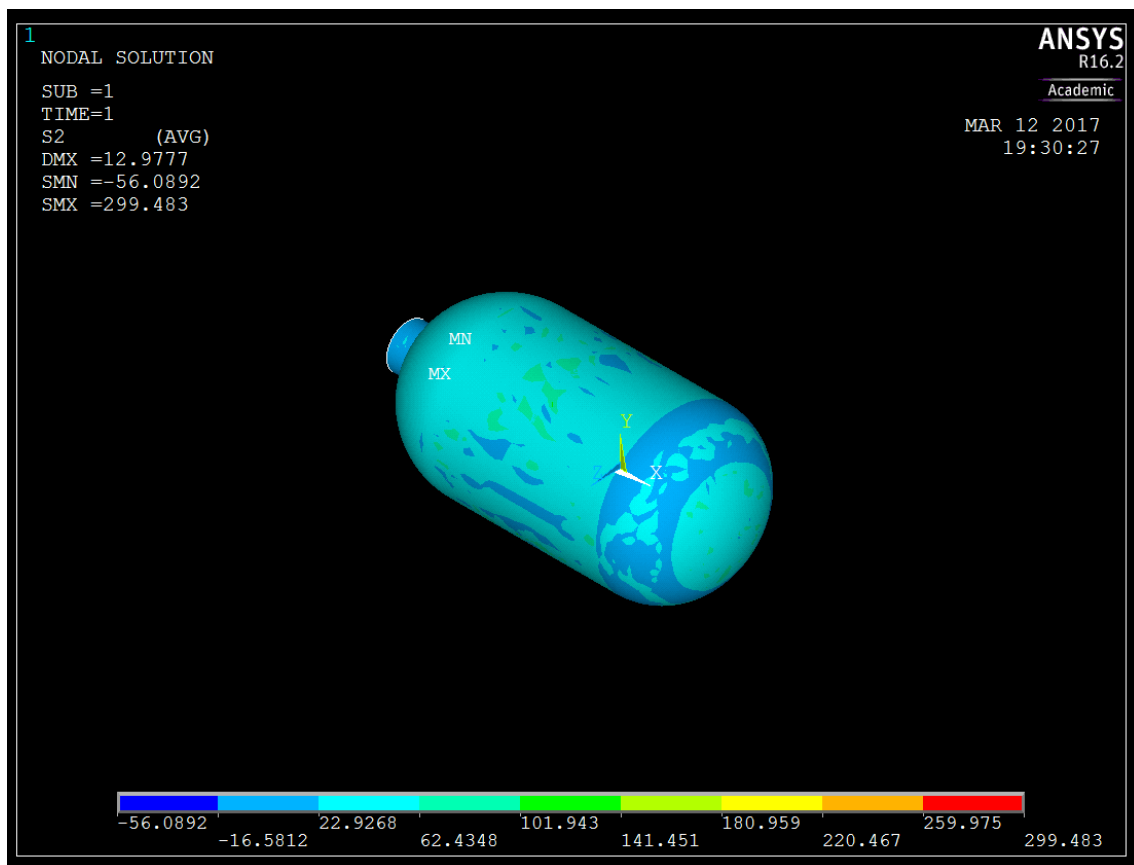 1
NODAL SOLUTION
SUB =1
TIME=1
S2 (AVG)
DMX =12.9777
SMN =-56.0892
SMX =299.483
ANSYS
R16.2
Academic
MAR 12 2017
19:30:27
MN
MX
Y
Z
X
-56.0892 22.9268 101.943 180.959 259.975
-16.5812 62.4348 141.451 220.467 299.483